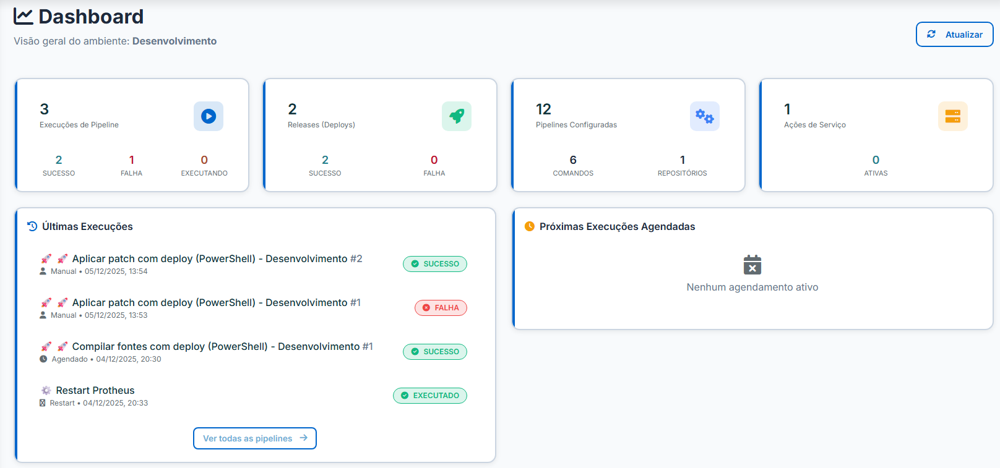 Dashboard
Visão geral do ambiente: Desenvolvimento
Atualizar
3
Execuções de Pipeline
2
SUCESSO
1
FALHA
0
EXECUTANDO
2
Releases (Deploys)
2
SUCESSO
0
FALHA
12
Pipelines Configuradas
6
COMANDOS
1
REPOSITÓRIOS
1
Ações de Serviço
0
ATIVAS
Últimas Execuções
Aplicar patch com deploy (PowerShell) - Desenvolvimento #2
Manual • 05/12/2025, 13:54
SUCESSO
Aplicar patch com deploy (PowerShell) - Desenvolvimento #1
Manual • 05/12/2025, 13:53
FALHA
Compilar fontes com deploy (PowerShell) - Desenvolvimento #1
Agendado • 04/12/2025, 20:30
SUCESSO
Restart Protheus
Restart • 04/12/2025, 20:33
EXECUTADO
Ver todas as pipelines
Próximas Execuções Agendadas
Nenhum agendamento ativo